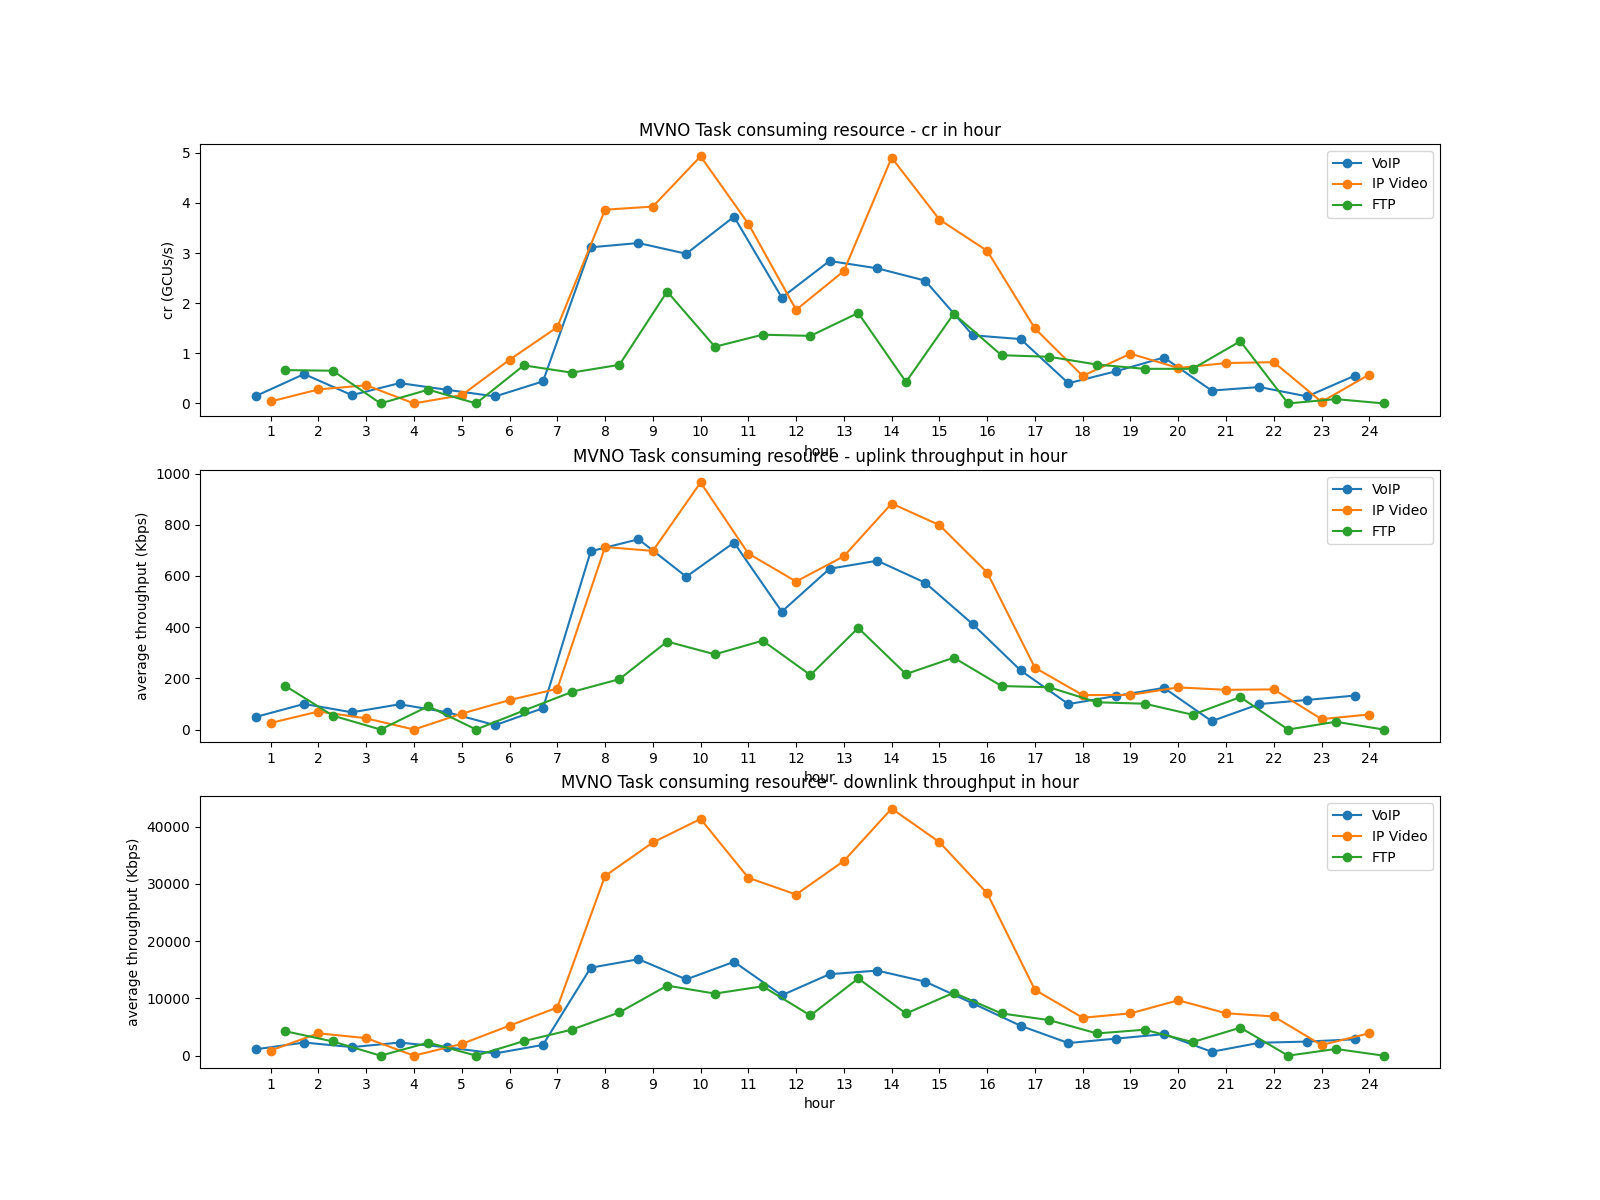 MVNO Task consuming resource - cr in hour
5
4
3
2
1
0
cr (GCUs/s)
VoIP
IP Video
FTP
1 2 3 4 5 6 7 8 9 10 11 12 13 14 15 16 17 18 19 20 21 22 23 24
hour
MVNO Task consuming resource - uplink throughput in hour
1000
800
600
400
200
0
average throughput (Kbps)
VoIP
IP Video
FTP
1 2 3 4 5 6 7 8 9 10 11 12 13 14 15 16 17 18 19 20 21 22 23 24
hour
MVNO Task consuming resource - downlink throughput in hour
40000
30000
20000
10000
0
average throughput (Kbps)
VoIP
IP Video
FTP
1 2 3 4 5 6 7 8 9 10 11 12 13 14 15 16 17 18 19 20 21 22 23 24
hour